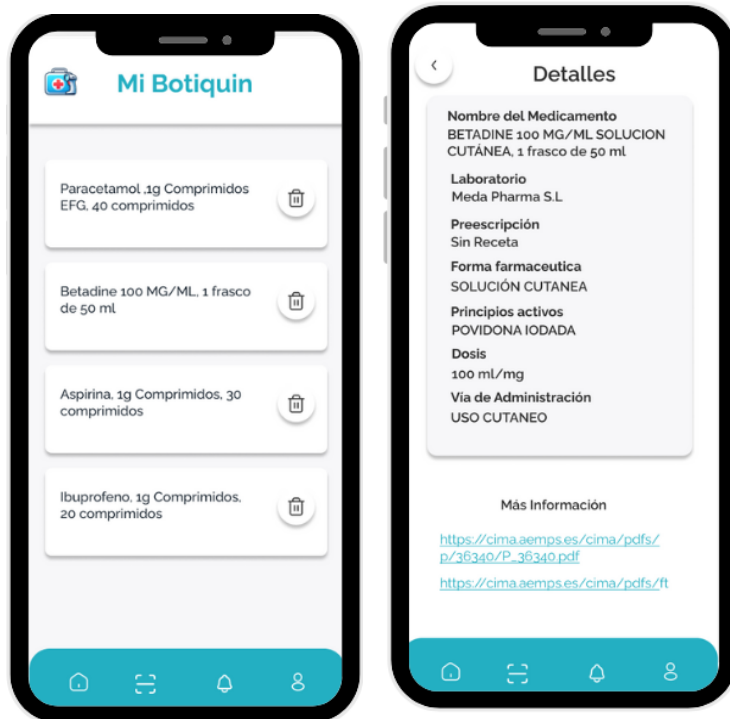 Mi Botiquin
Paracetamol ,1g Comprimidos
EFG, 40 comprimidos
Betadine 100 MG/ML, 1 frasco
de 50 ml
Aspirina, 1g Comprimidos, 30
comprimidos
Ibuprofeno, 1g Comprimidos,
20 comprimidos
Detalles
Nombre del Medicamento
BETADINE 100 MG/ML SOLUCION
CUTÁNEA, 1 frasco de 50 ml
Laboratorio
Meda Pharma S.L
Preescripción
Sin Receta
Forma farmaceutica
SOLUCIÓN CUTANEA
Principios activos
POVIDONA IODADA
Dosis
100 ml/mg
Vía de Administración
USO CUTANEO
Más Información
https://cima.aemps.es/cima/pdfs/
p/36340/P_36340.pdf
https://cima.aemps.es/cima/pdfs/ft